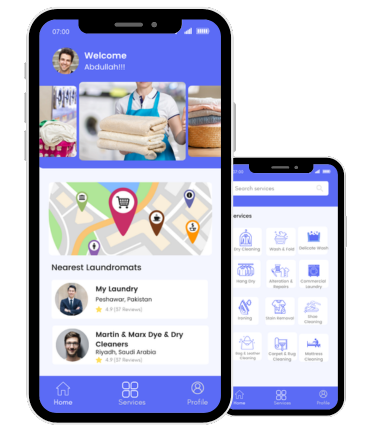 07:00
Welcome
Abdullah!!!
Nearest Laundromats
My Laundry
Peshawar, Pakistan
4.9 (37 Reviews)
Martin & Marx Dye & Dry
Cleaners
Riyadh, Saudi Arabia
4.9 (37 Reviews)
Home
Services
Profile
Search services
ervices
Dry Cleaning
Wash & Fold
Delicate Wash
Hang Dry
Alteration &
Repairs
Commercial
Laundry
Ironing
Stain Removal
Shoe
Cleaning
Bag & Leather
Cleaning
Carpet & Rug
Cleaning
Mattress
Cleaning
Home
Services
Profile